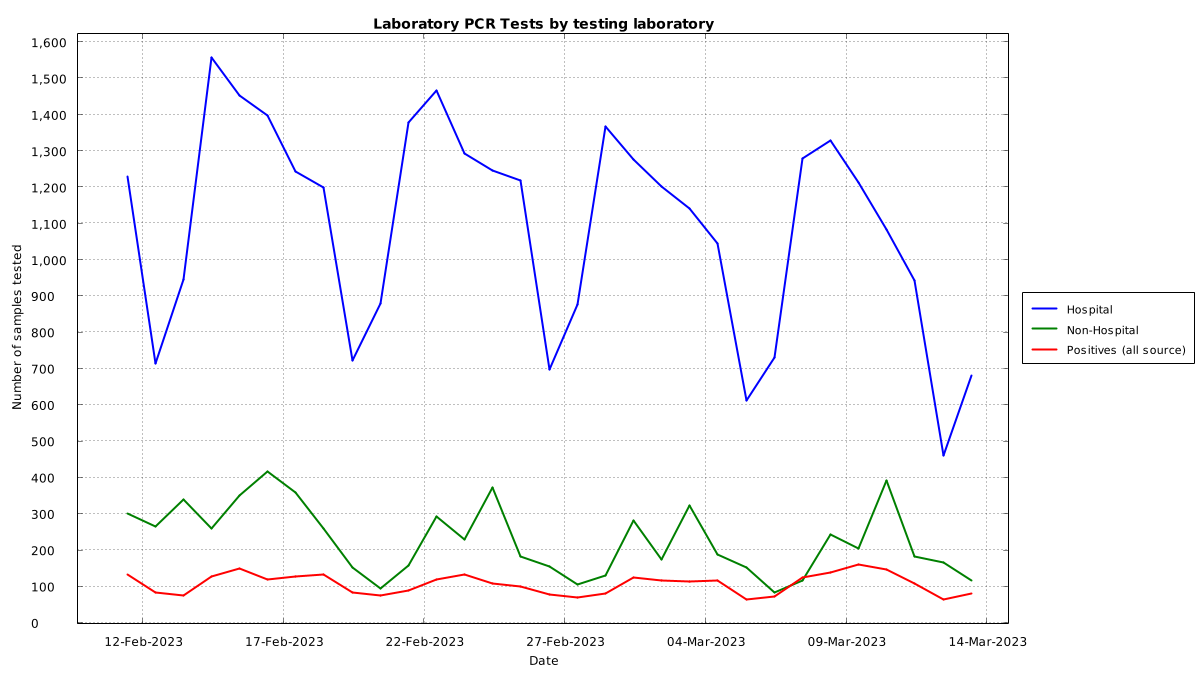 Laboratory PCR Tests by testing laboratory
1,600
1,500
1,400
1,300
1,200
1,100
1,000
900
800
700
600
500
400
300
200
100
0
Number of samples tested
12-Feb-2023 17-Feb-2023 22-Feb-2023 27-Feb-2023 04-Mar-2023 09-Mar-2023 14-Mar-2023
Date
Hospital
Non-Hospital
Positives (all source)